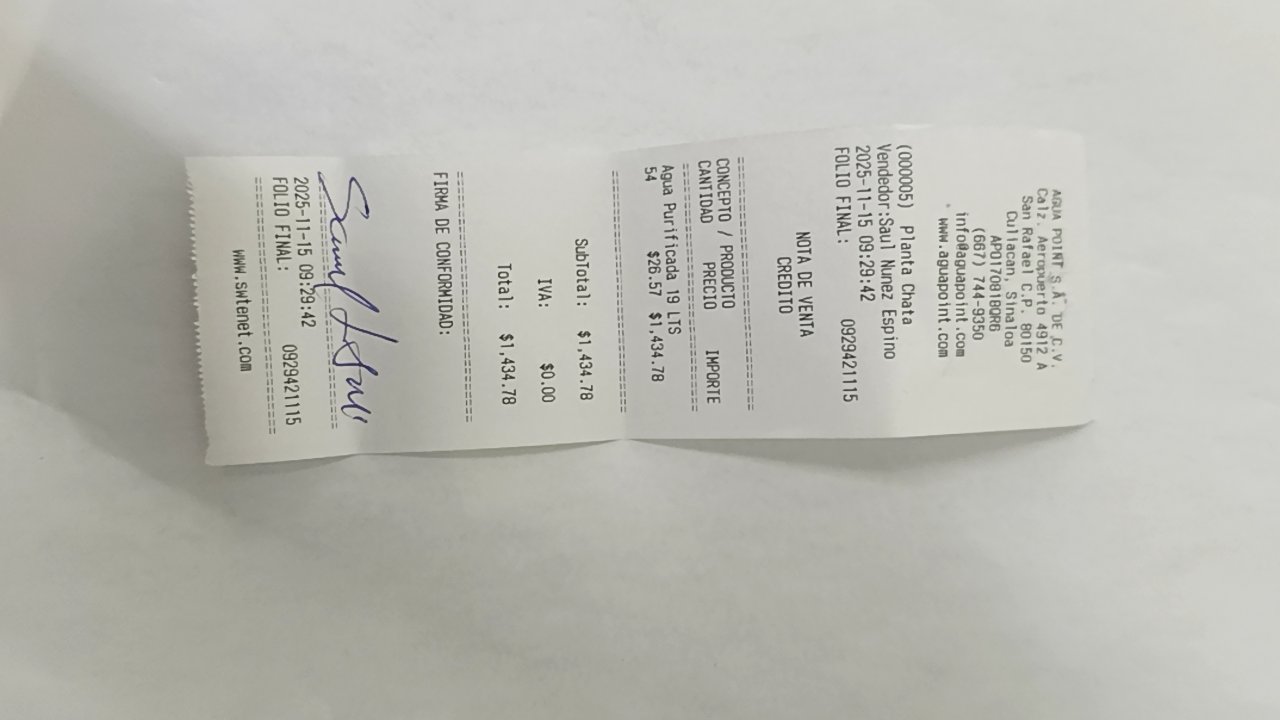 AGUA POINT S.A. DE C.V.
Calz. Aeropuerto 4912 A
San Rafael C.P. 80150
Culiacan, Sinaloa
APO170818QR6
(667) 744-9350
info@aguapoint.com
www.aguapoint.com
(000005) Planta Chata
Vendedor:Saul Nunez Espino
2025-11-15 09:29:42
FOLIO FINAL: 0929421115
NOTA DE VENTA
CREDITO
CONCEPTO / PRODUCTO
CANTIDAD / PRECIO IMPORTE
Agua Purificada 19 LTS
54 $26.57 $1,434.78
SubTotal: $1,434.78
IVA: $0.00
Total: $1,434.78
FIRMA DE CONFORMIDAD:
2025-11-15 09:29:42
FOLIO FINAL: 0929421115
www.swtenet.com